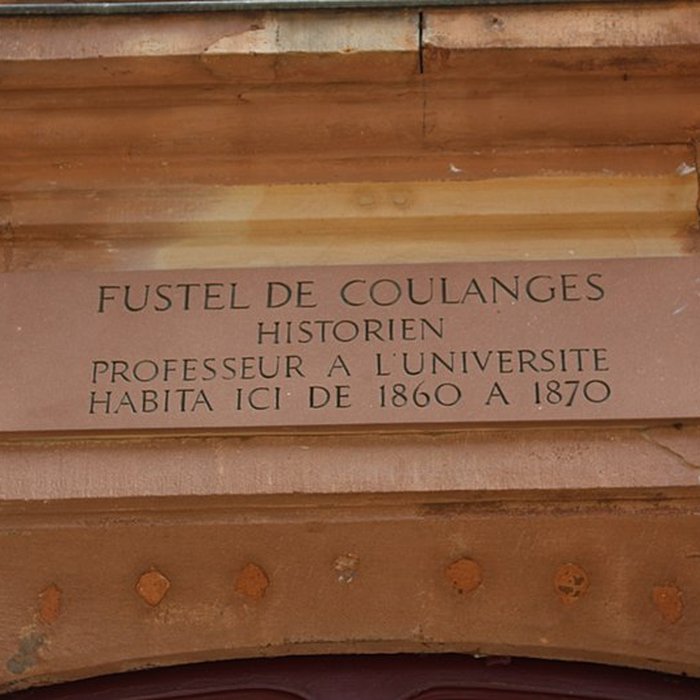 FUSTEL DE COULANGES
HISTORIEN
PROFESSEUR A L'UNIVERSITE
HABITA ICI DE 1860 A 1870